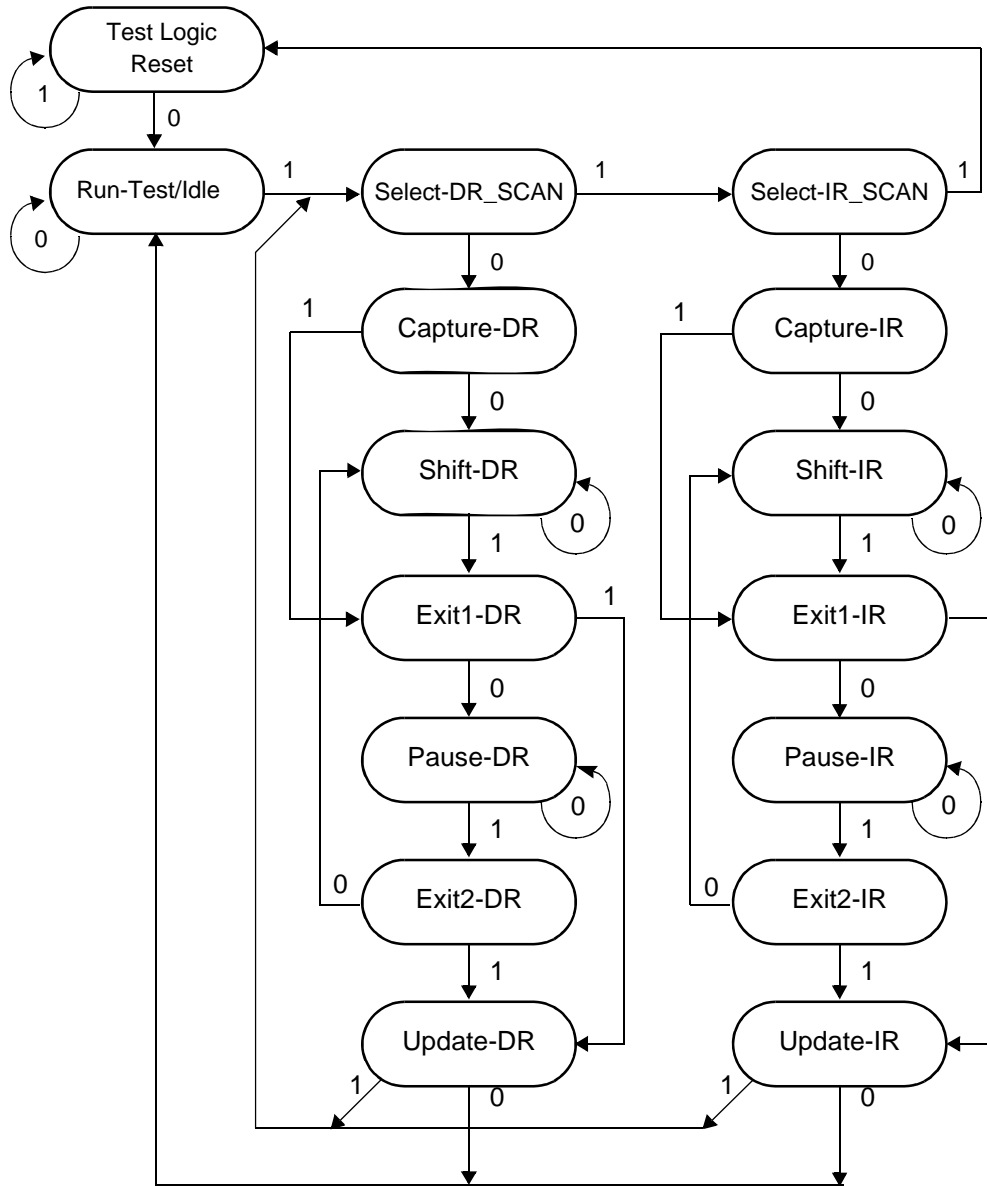 Test Logic
Reset
1
0
Run-Test/Idle
1
Select-DR_SCAN
1
Select-IR_SCAN
1
0
0
0
1
Capture-DR
1
Capture-IR
0
0
Shift-DR
0
Shift-IR
0
1
1
Exit1-DR
1
Exit1-IR
0
0
Pause-DR
0
Pause-IR
0
1
1
0
Exit2-DR
0
Exit2-IR
1
1
Update-DR
Update-IR
1
0
1
0